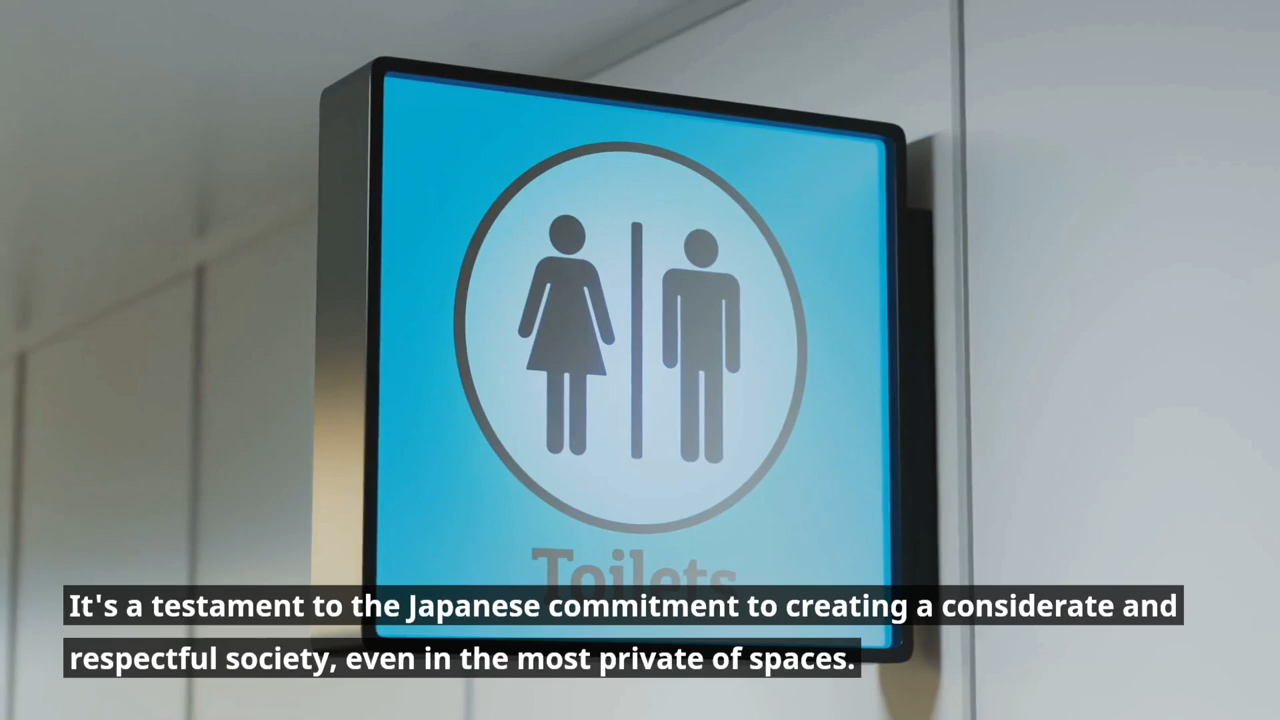 Toilets
It's a testament to the Japanese commitment to creating a considerate and
respectful society, even in the most private of spaces.